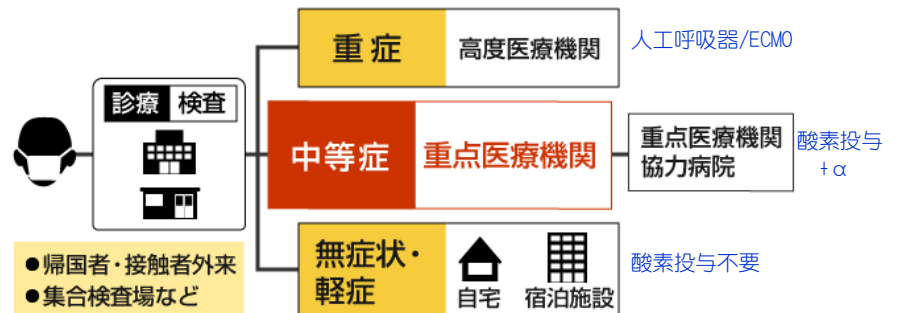 診療 検査
●帰国者・接触者外来
●集合検査場など
重症 高度医療機関 人工呼吸器/ECMO
中等症 重点医療機関
重点医療機関
協力病院
酸素投与
+α
無症状・
軽症
自宅 宿泊施設
酸素投与不要